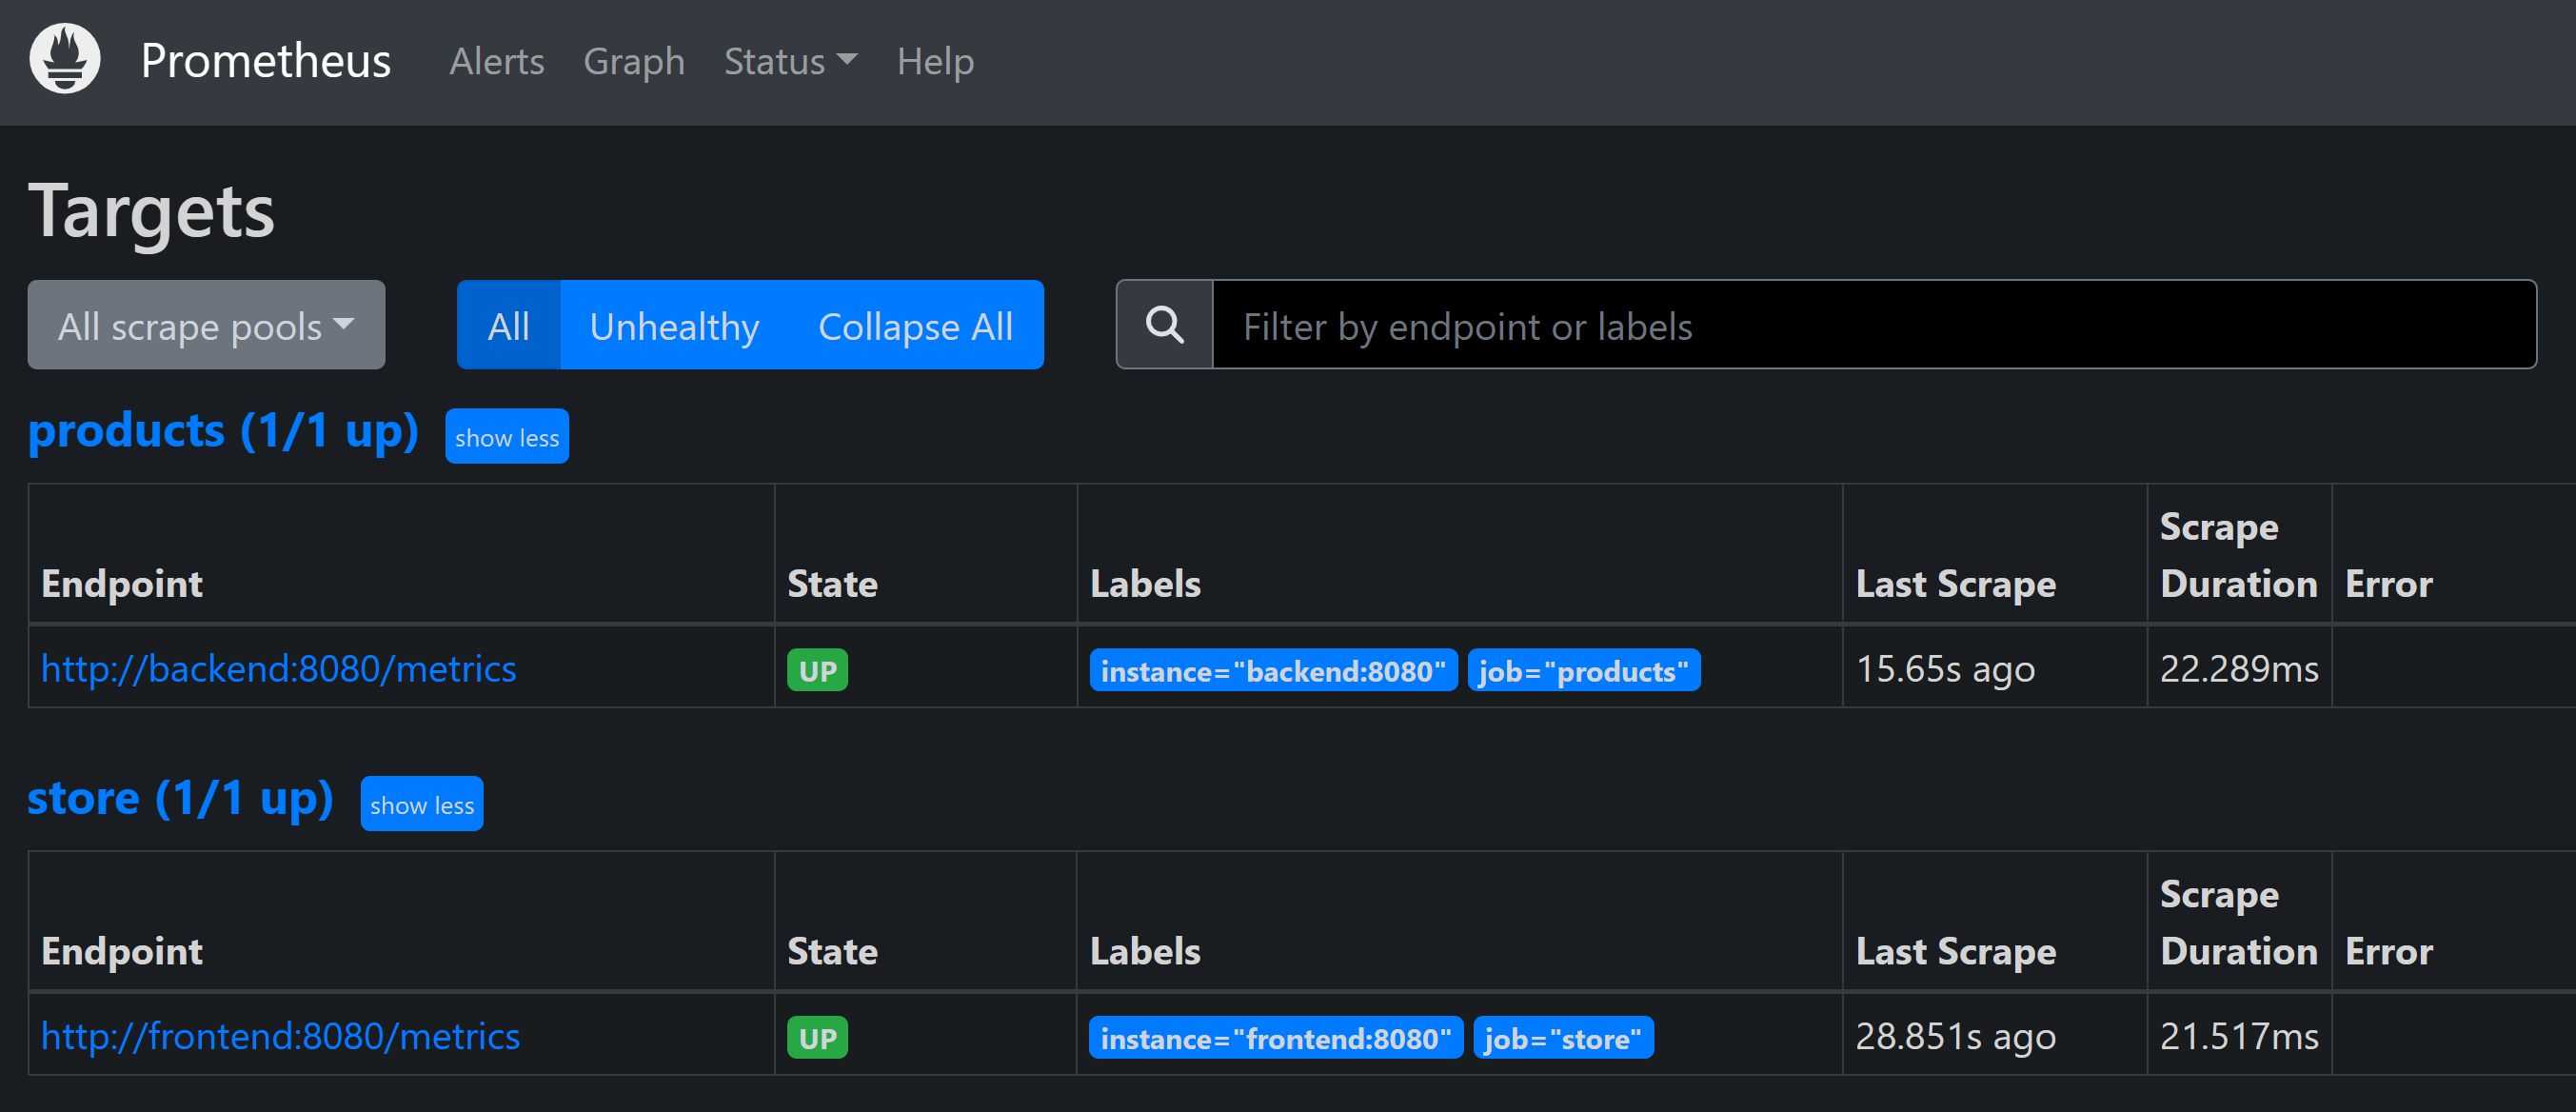 Prometheus Alerts Graph Status Help
Targets
All scrape pools All Unhealthy Collapse All Filter by endpoint or labels
products (1/1 up) show less
Endpoint State Labels Last Scrape Scrape Duration Error
http://backend:8080/metrics UP instance="backend:8080" job="products" 15.65s ago 22.289ms
store (1/1 up) show less
Endpoint State Labels Last Scrape Scrape Duration Error
http://frontend:8080/metrics UP instance="frontend:8080" job="store" 28.851s ago 21.517ms